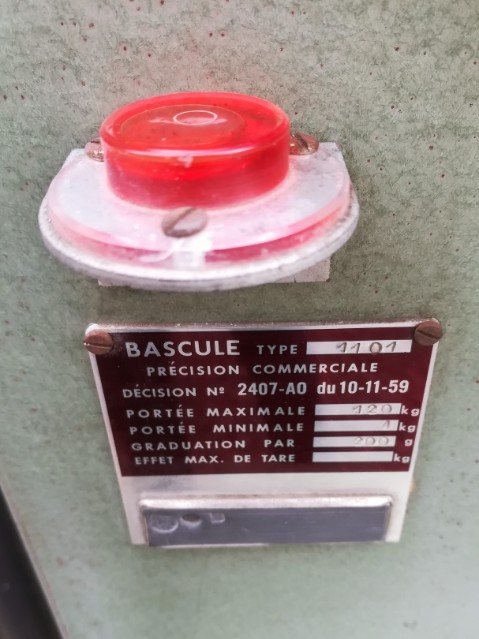 BASCULE TYPE 1101
PRÉCISION COMMERCIALE
DÉCISION Nº 2407-A0 du 10-11-59
PORTÉE MAXIMALE 120 kg
PORTÉE MINIMALE 1 kg
GRADUATION PAR 200 g
EFFET MAX. DE TARE kg